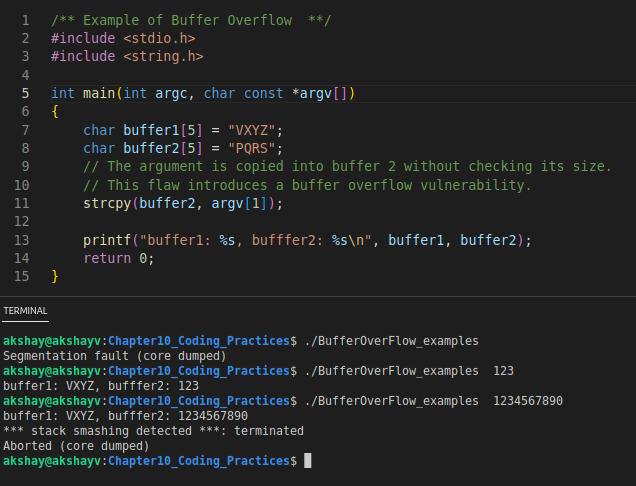 1 /** Example of Buffer Overflow  **/
2 #include <stdio.h>
3 #include <string.h>
4
5 int main(int argc, char const *argv[])
6 {
7     char buffer1[5] = "VXYZ";
8     char buffer2[5] = "PQRS";
9     // The argument is copied into buffer 2 without checking its size.
10     // This flaw introduces a buffer overflow vulnerability.
11     strcpy(buffer2, argv[1]);
12
13     printf("buffer1: %s, bufffer2: %s\n", buffer1, buffer2);
14     return 0;
15 }
TERMINAL
akshay@akshayv:Chapter10_Coding_Practices$ ./BufferOverFlow_examples
Segmentation fault (core dumped)
akshay@akshayv:Chapter10_Coding_Practices$ ./BufferOverFlow_examples  123
buffer1: VXYZ, bufffer2: 123
akshay@akshayv:Chapter10_Coding_Practices$ ./BufferOverFlow_examples  1234567890
buffer1: VXYZ, bufffer2: 1234567890
*** stack smashing detected ***: terminated
Aborted (core dumped)
akshay@akshayv:Chapter10_Coding_Practices$